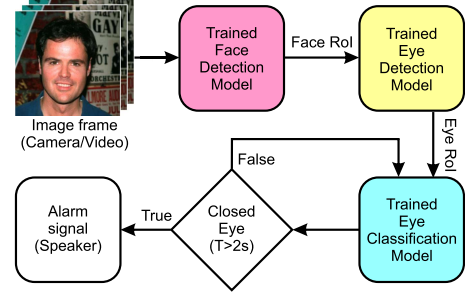 GAY
Trained
Face
Detection
Model
Face RoI
Trained
Eye
Detection
Model
Image frame
(Camera/Video)
Eye RoI
False
Alarm
signal
(Speaker)
True
Closed
Eye
(T>2s)
Trained
Eye
Classification
Model